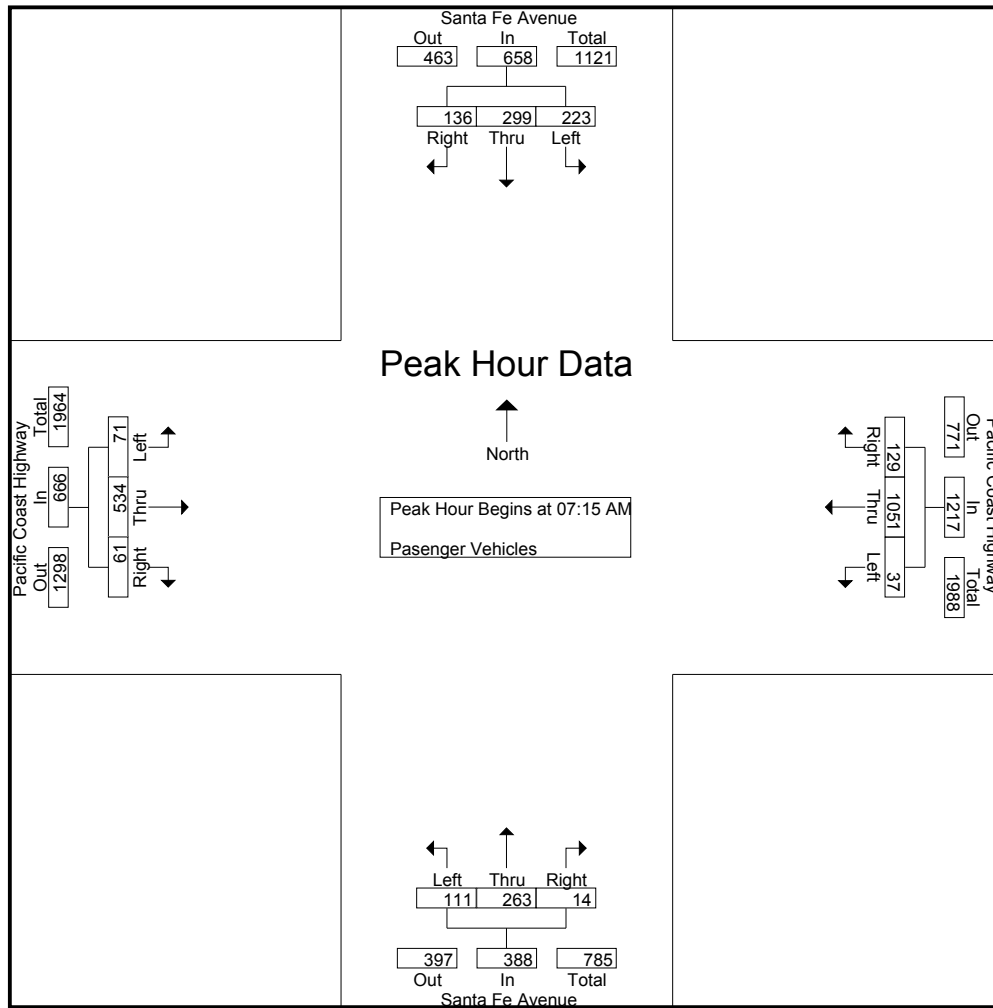 Santa Fe Avenue
Out In Total
463 658 1121
136 299 223
Right Thru Left
Peak Hour Data
North
Peak Hour Begins at 07:15 AM
Pasenger Vehicles
Pacific Coast Highway
Out In Total
1298 666 1964
71 534 61
Left Thru Right
Right Thru Left
129 1051 37
Out In Total
771 1217 1988
Pacific Coast Highway
Left Thru Right
111 263 14
397 388 785
Out In Total
Santa Fe Avenue